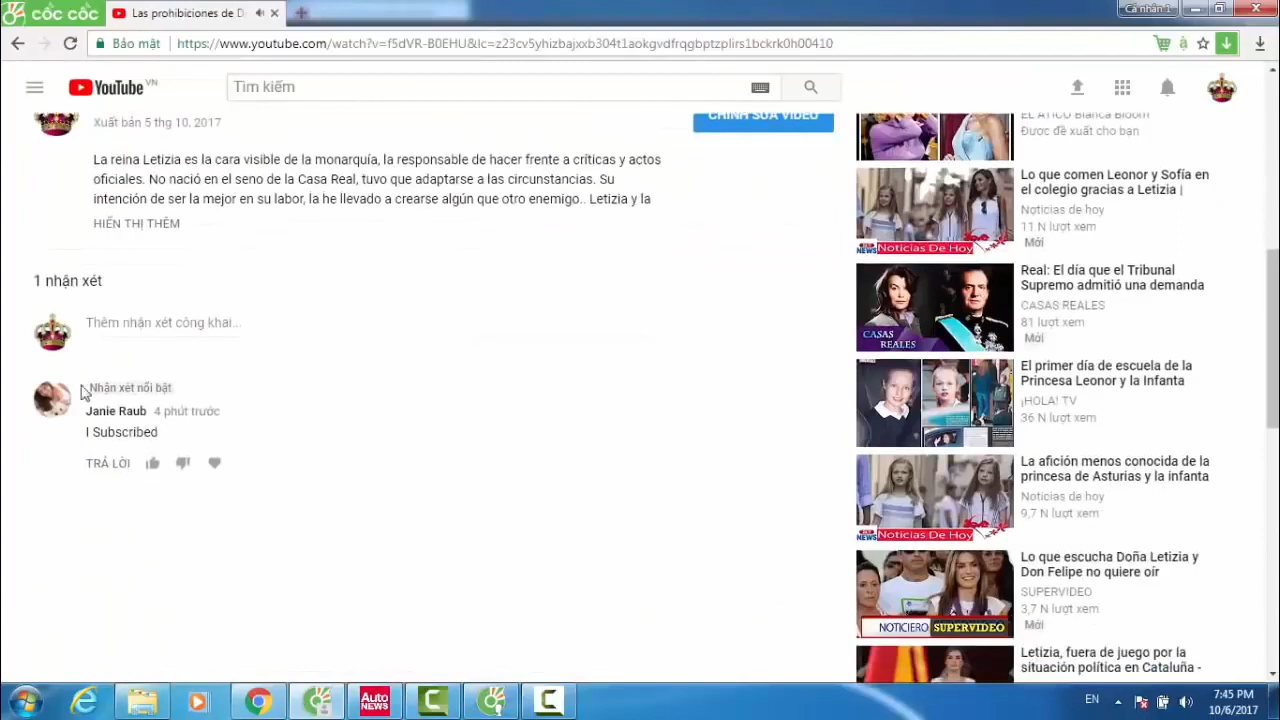 cốc cốc
Las prohibiciones de D
Cá nhân 1
Bảo mật
https://www.youtube.com/watch?v=f5dVR-B0EHU&lc=z23cv5yhizbajxxb304t1aokgvdfrqgbptzplirs1bckrk0h00410
YouTube VN
Tìm kiếm
Xuất bản 5 thg 10, 2017
CHỈNH SỬA VIDEO
La reina Letizia es la cara visible de la monarquía, la responsable de hacer frente a críticas y actos
oficiales. No nació en el seno de la Casa Real, tuvo que adaptarse a las circunstancias. Su
intención de ser la mejor en su labor, la he llevado a crearse algún que otro enemigo.. Letizia y la
HIỂN THỊ THÊM
1 nhận xét
Thêm nhận xét công khai...
Nhận xét nổi bật
Janie Raub 4 phút trước
I Subscribed
TRẢ LỜI
EL ÁTICO Blanca Bloom
Được đề xuất cho bạn
Lo que comen Leonor y Sofía en
el colegio gracias a Letizia |
Noticias de hoy
11 N lượt xem
Mới
NEWS Noticias De Hoy
Real: El día que el Tribunal
Supremo admitió una demanda
CASAS REALES
81 lượt xem
Mới
CASAS
REALES
El primer día de escuela de la
Princesa Leonor y la Infanta
¡HOLA! TV
36 N lượt xem
La afición menos conocida de la
princesa de Asturias y la infanta
Noticias de hoy
9,7 N lượt xem
NEWS Noticias De Hoy
Lo que escucha Doña Letizia y
Don Felipe no quiere oír
SUPERVIDEO
3,7 N lượt xem
Mới
NOTICIERO SUPERVIDEO
Letizia, fuera de juego por la
situación política en Cataluña -
Auto
NEWS
EN
7:45 PM
10/6/2017